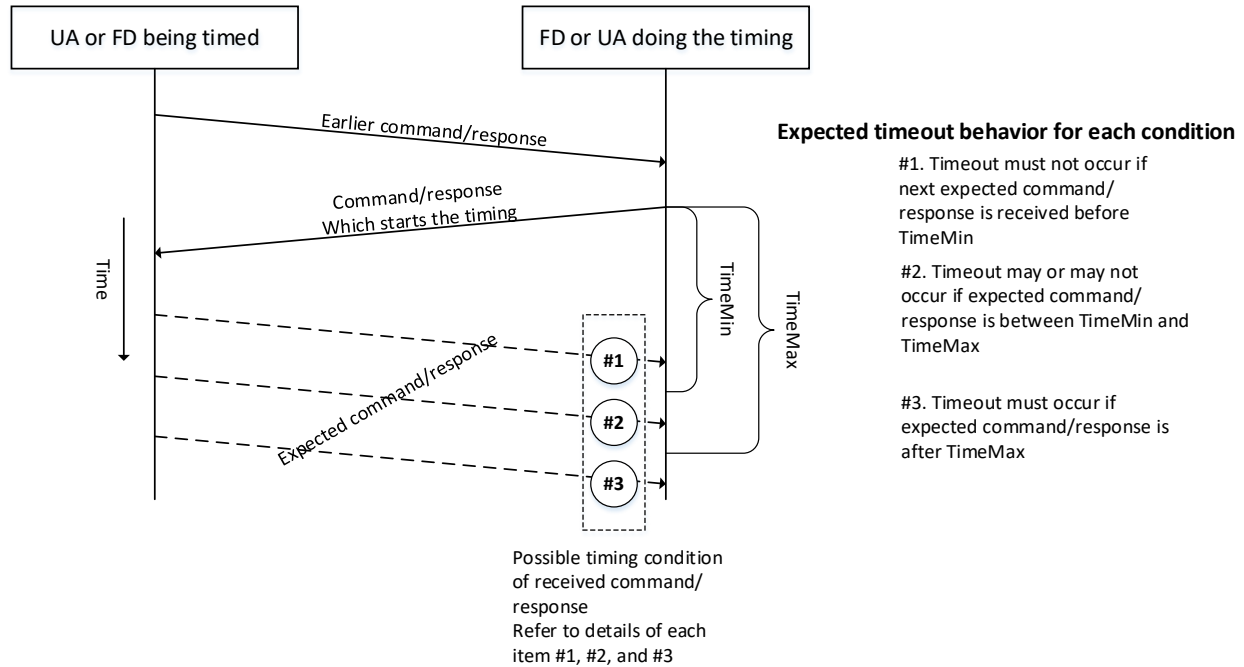 UA or FD being timed
FD or UA doing the timing
Earlier command/response
Command/response
Which starts the timing
Time
TimeMin
TimeMax
Expected command/response
#1
#2
#3
Possible timing condition
of received command/
response
Refer to details of each
item #1, #2, and #3
Expected timeout behavior for each condition
#1. Timeout must not occur if
next expected command/
response is received before
TimeMin
#2. Timeout may or may not
occur if expected command/
response is between TimeMin and
TimeMax
#3. Timeout must occur if
expected command/response is
after TimeMax